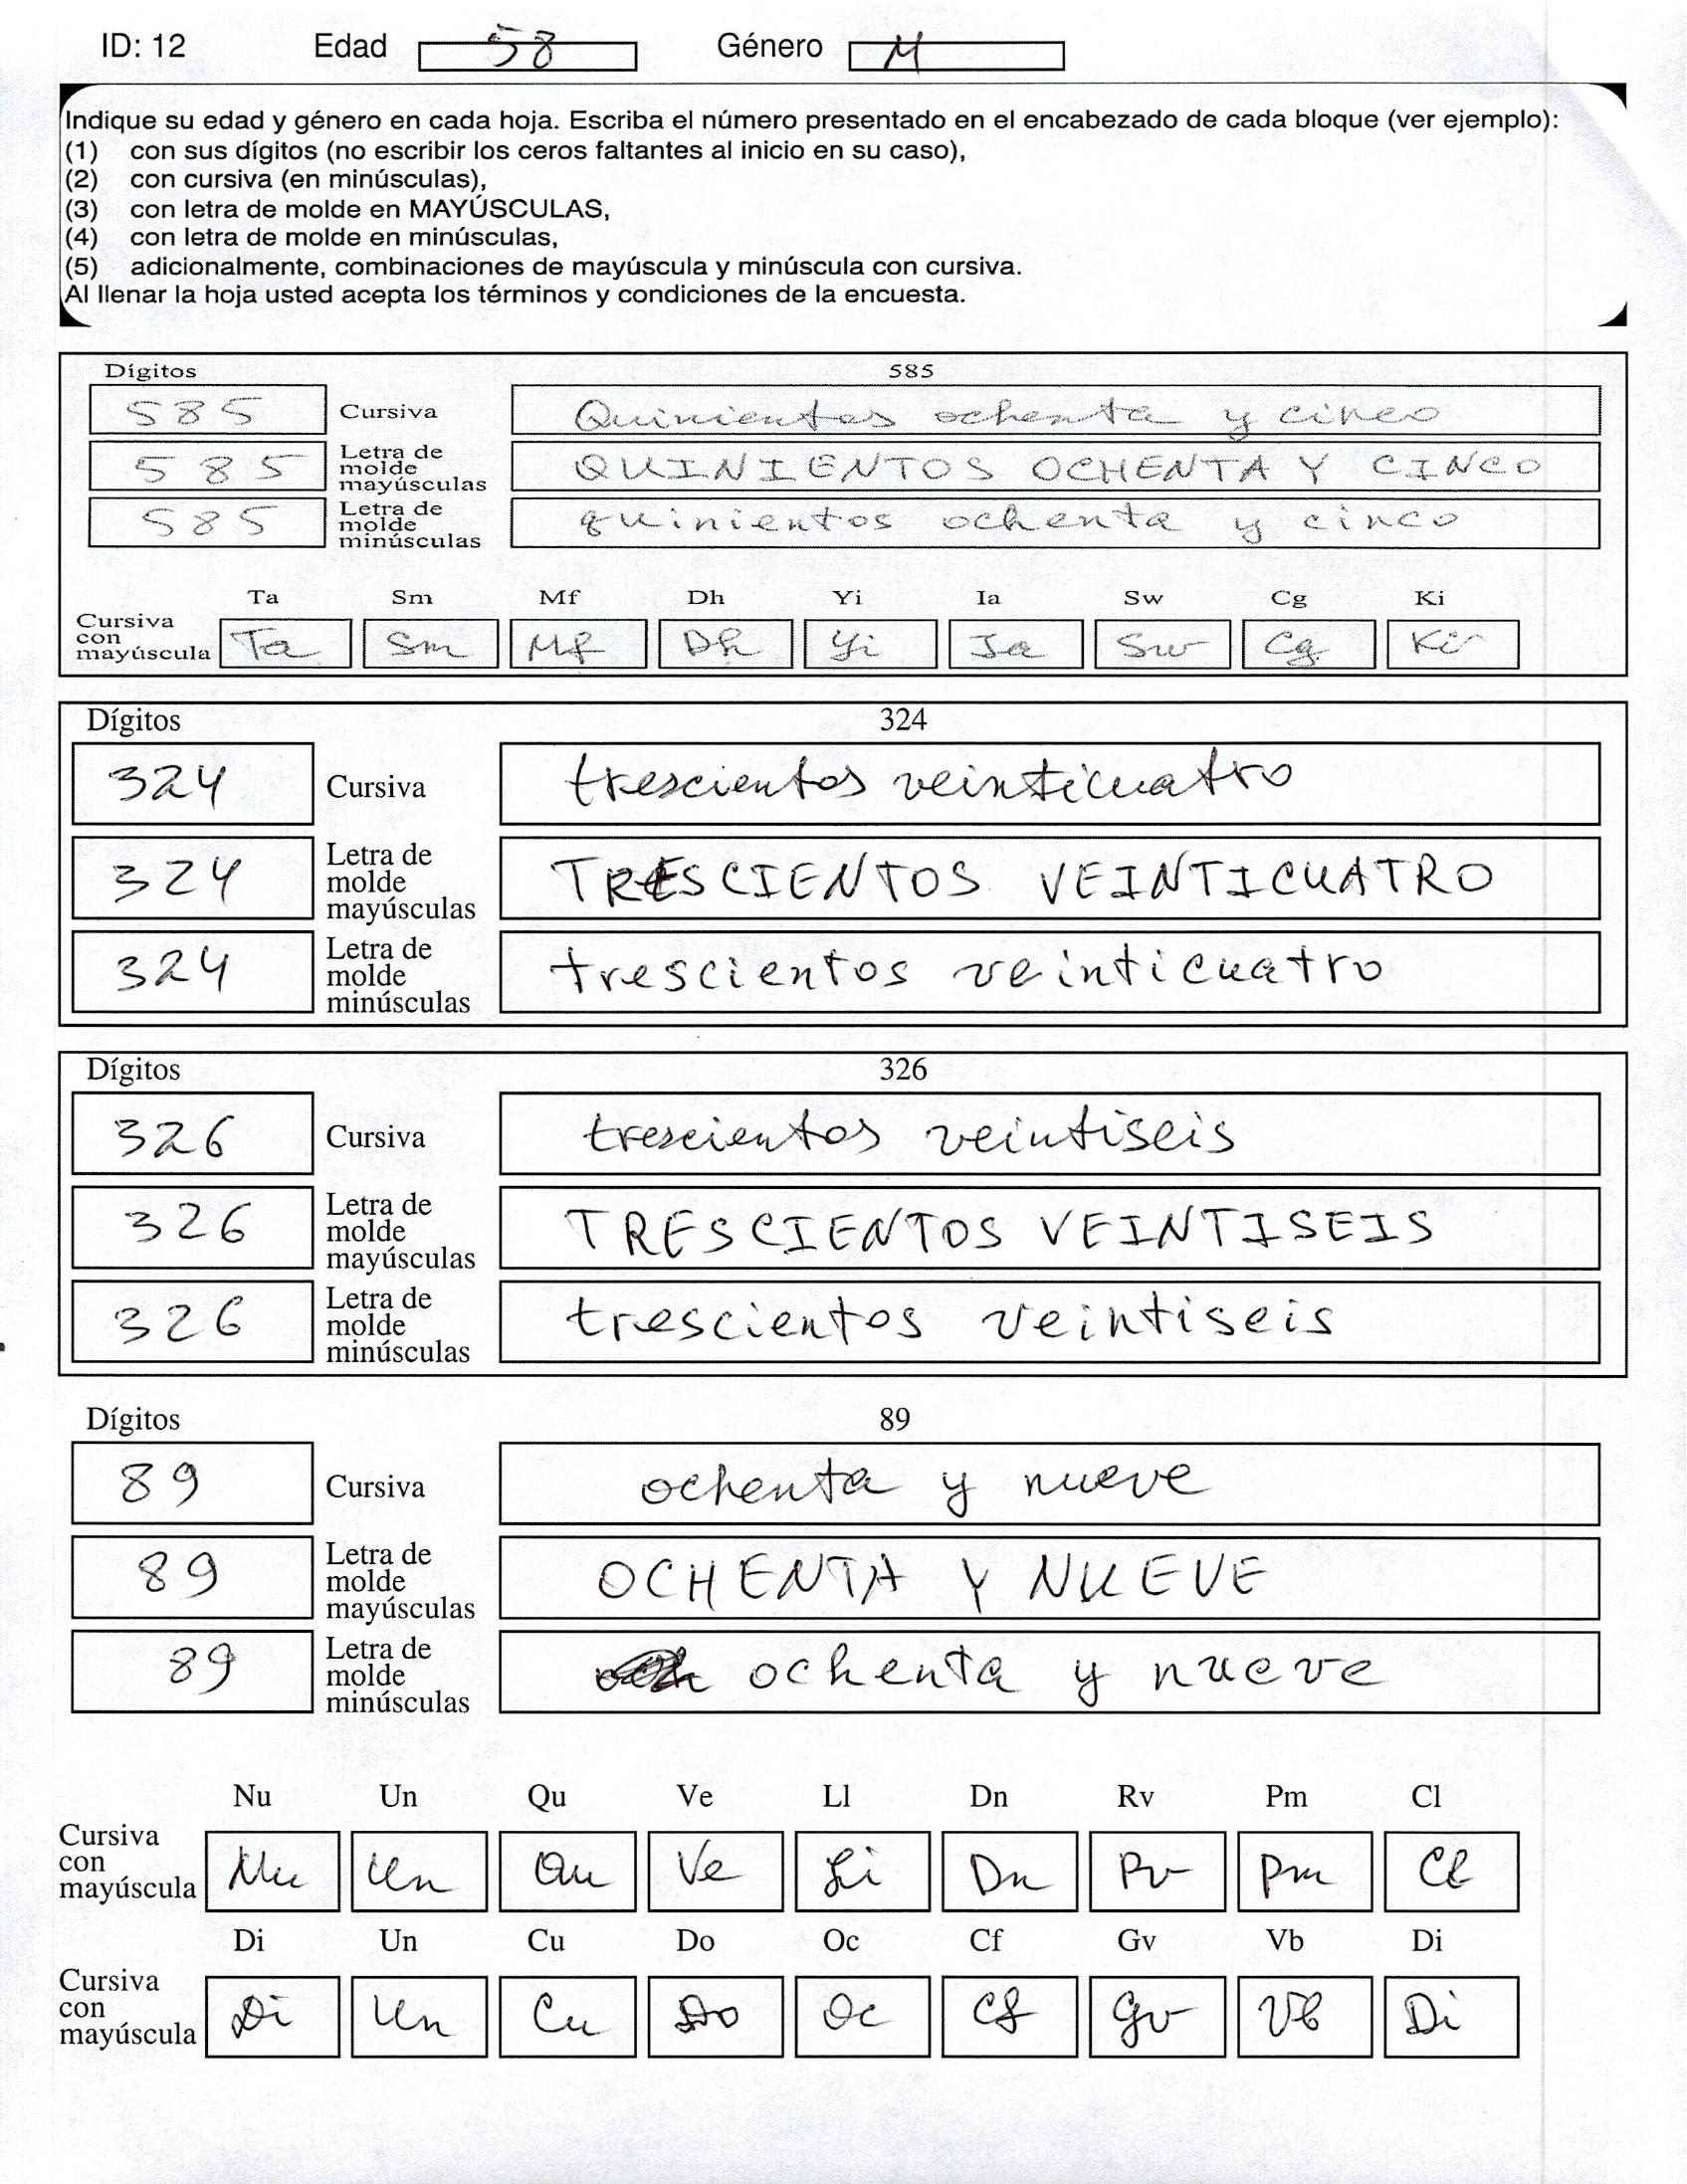 ID: 12 Edad 58 Género M
Indique su edad y género en cada hoja. Escriba el número presentado en el encabezado de cada bloque (ver ejemplo):
(1) con sus dígitos (no escribir los ceros faltantes al inicio en su caso),
(2) con cursiva (en minúsculas),
(3) con letra de molde en MAYÚSCULAS,
(4) con letra de molde en minúsculas,
(5) adicionalmente, combinaciones de mayúscula y minúscula con cursiva.
Al llenar la hoja usted acepta los términos y condiciones de la encuesta.
Dígitos 585
585 Cursiva Quinientos ochenta y cinco
585 Letra de molde mayúsculas QUINIENTOS OCHENTA Y CINCO
585 Letra de molde minúsculas quinientos ochenta y cinco
Ta Sm Mf Dh Yi Ia Sw Cg Ki
Cursiva con mayúscula Ta Sm Mf Dh Yi Ia Sw Cg Ki
Dígitos 324
324 Cursiva trescientos veinticuatro
324 Letra de molde mayúsculas TRESCIENTOS VEINTICUATRO
324 Letra de molde minúsculas trescientos veinticuatro
Dígitos 326
326 Cursiva trescientos veintiseis
326 Letra de molde mayúsculas TRESCIENTOS VEINTISEIS
326 Letra de molde minúsculas trescientos veintiseis
Dígitos 89
89 Cursiva ochenta y nueve
89 Letra de molde mayúsculas OCHENTA Y NUEVE
89 Letra de molde minúsculas ochenta y nueve
Nu Un Qu Ve Ll Dn Rv Pm Cl
Cursiva con mayúscula Nu Un Qu Ve Li Dn Rv Pm Cl
Di Un Cu Do Oc Cf Gv Vb Di
Cursiva con mayúscula Di Un Cu Do Oc Cf Gv Vb Di